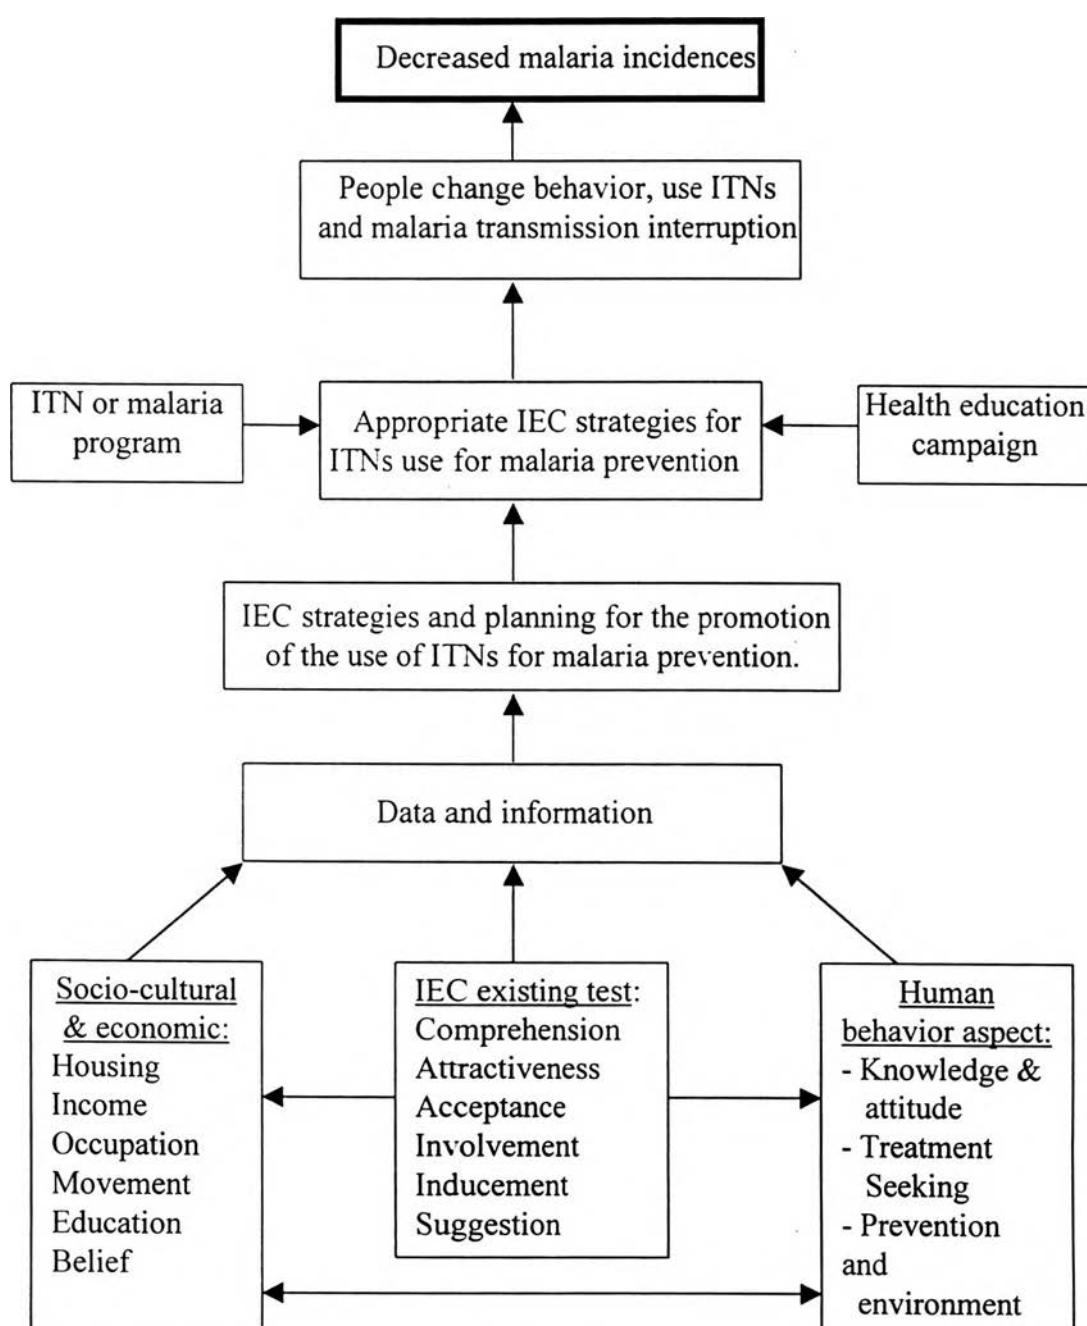 Decreased malaria incidences
People change behavior, use ITNs
and malaria transmission interruption
ITN or malaria
program
Appropriate IEC strategies for
ITNs use for malaria prevention
Health education
campaign
IEC strategies and planning for the promotion
of the use of ITNs for malaria prevention.
Data and information
Socio-cultural
& economic:
Housing
Income
Occupation
Movement
Education
Belief
IEC existing test:
Comprehension
Attractiveness
Acceptance
Involvement
Inducement
Suggestion
Human
behavior aspect:
- Knowledge &
attitude
- Treatment
Seeking
- Prevention
and
environment